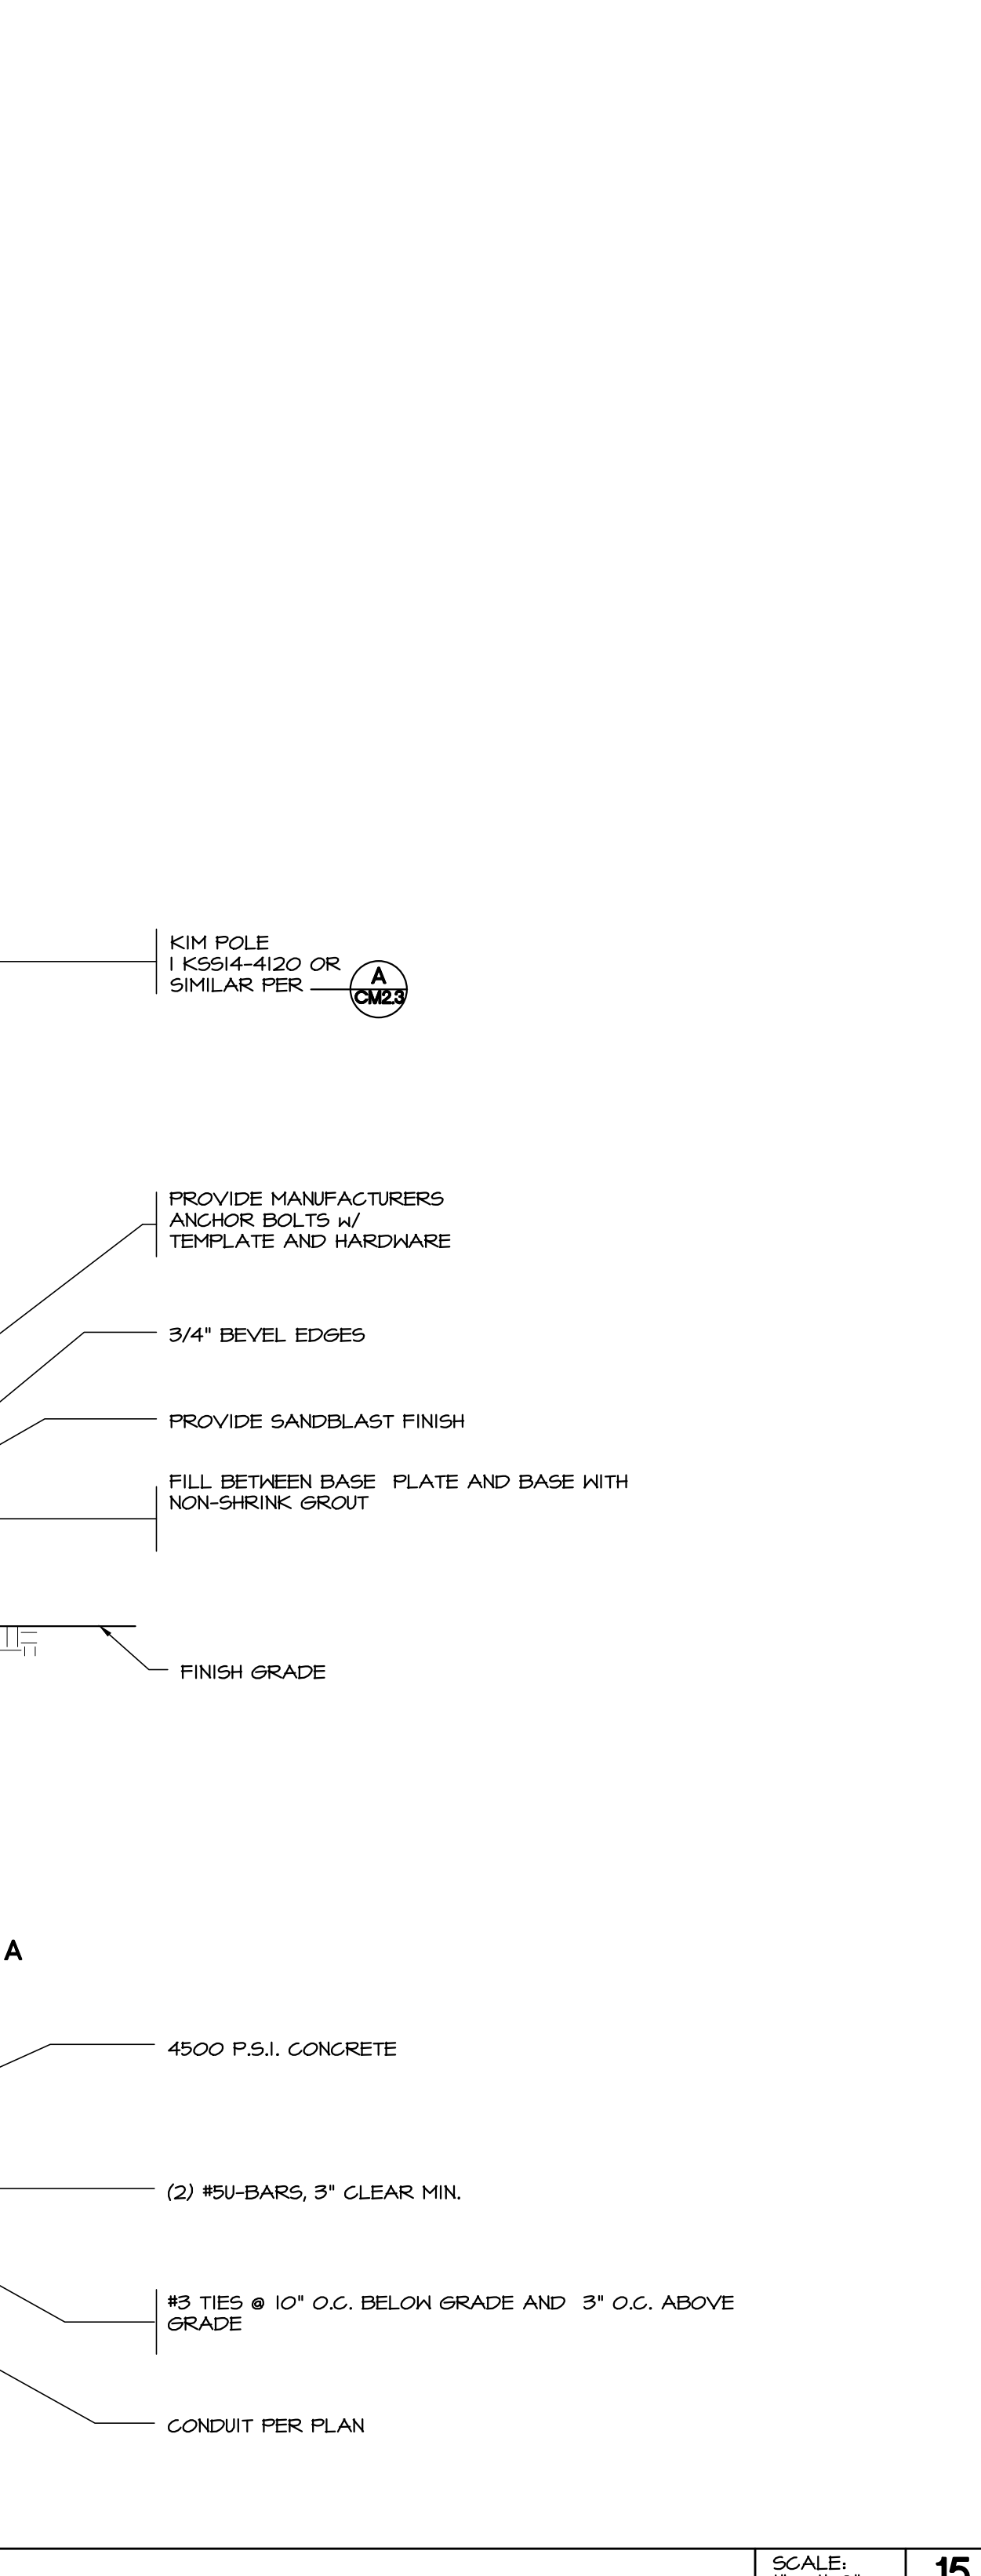 KIM POLE
1 KSS14-4120 OR
SIMILAR PER
A
CM2.3
PROVIDE MANUFACTURERS
ANCHOR BOLTS w/
TEMPLATE AND HARDWARE
3/4" BEVEL EDGES
PROVIDE SANDBLAST FINISH
FILL BETWEEN BASE PLATE AND BASE WITH
NON-SHRINK GROUT
FINISH GRADE
A
4500 P.S.I. CONCRETE
(2) #5U-BARS, 3" CLEAR MIN.
#3 TIES @ 10" O.C. BELOW GRADE AND 3" O.C. ABOVE
GRADE
CONDUIT PER PLAN
SCALE:
15